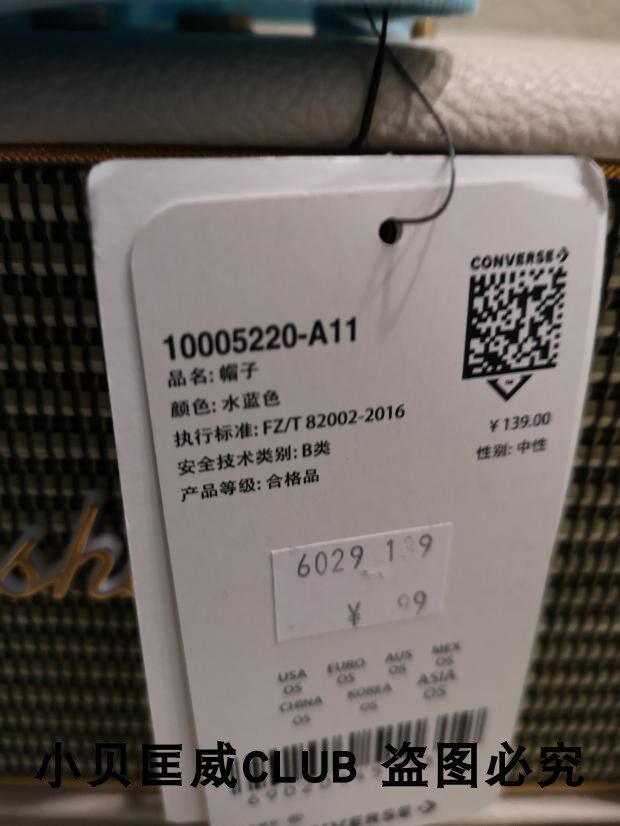 CONVERSE
10005220-A11
品名: 帽子
颜色: 水蓝色
执行标准: FZ/T 82002-2016
安全技术类别: B类
产品等级: 合格品
¥ 139.00
性别: 中性
6029 139
¥ 99
USA EURO AUS MEX
OS OS OS OS
CHINA KOREA ASIA
OS OS OS
小贝匡威CLUB 盗图必究
CONVERSE